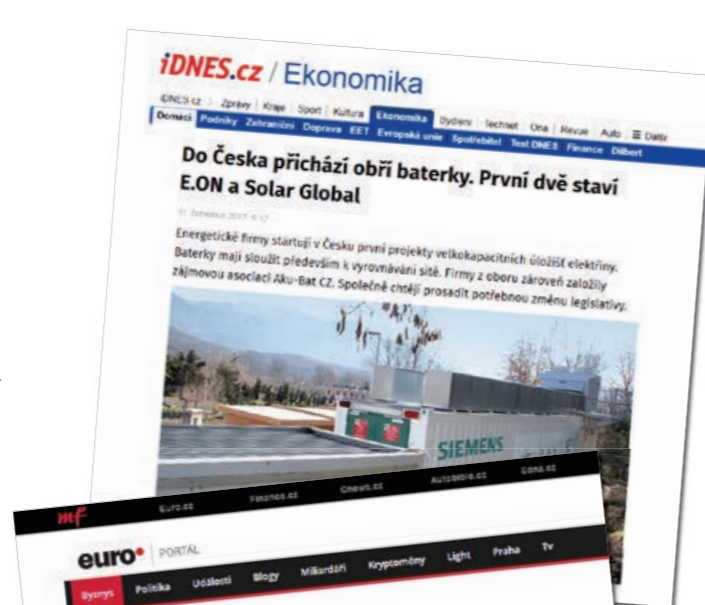 iDNES.cz / Ekonomika
iDNES.cz Zprávy Kraje Sport Kultura Ekonomika Bydlení Technet Ona Revue Auto Další
Domácí Podniky Zahraniční Doprava EET Evropská unie Spotřebitel Test DNES Finance Dilbert
Do Česka přichází obří baterky. První dvě staví
E.ON a Solar Global
11. července 2017
Energetické firmy startují v Česku první projekty velkokapacitních úložišť elektřiny.
Baterky mají sloužit především k vyrovnávání sítě. Firmy z oboru zároveň založily
zájmovou asociaci Aku-Bat CZ. Společně chtějí prosadit potřebnou změnu legislativy.
SIEMENS
mf Euro.cz Finance.cz Cnews.cz Autobible.cz
euro PORTÁL
Byznys Politika Události Blogy Miliardáři Kryptoměny Light Praha Tv